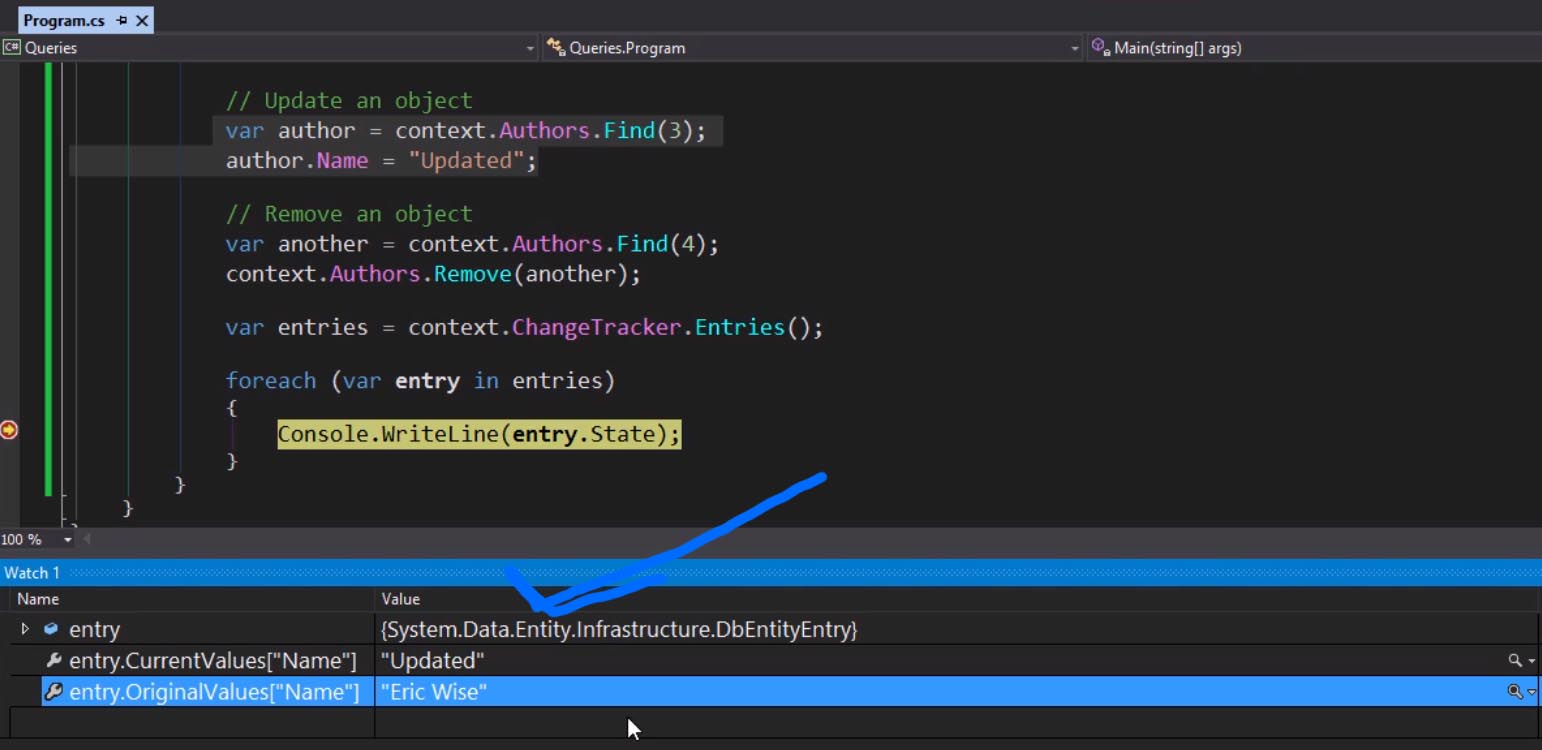 Program.cs
C# Queries
Queries.Program
Main(string[] args)
// Update an object
var author = context.Authors.Find(3);
author.Name = "Updated";
// Remove an object
var another = context.Authors.Find(4);
context.Authors.Remove(another);
var entries = context.ChangeTracker.Entries();
foreach (var entry in entries)
{
Console.WriteLine(entry.State);
}
}
}
100 %
Watch 1
Name Value
entry {System.Data.Entity.Infrastructure.DbEntityEntry}
entry.CurrentValues["Name"] "Updated"
entry.OriginalValues["Name"] "Eric Wise"